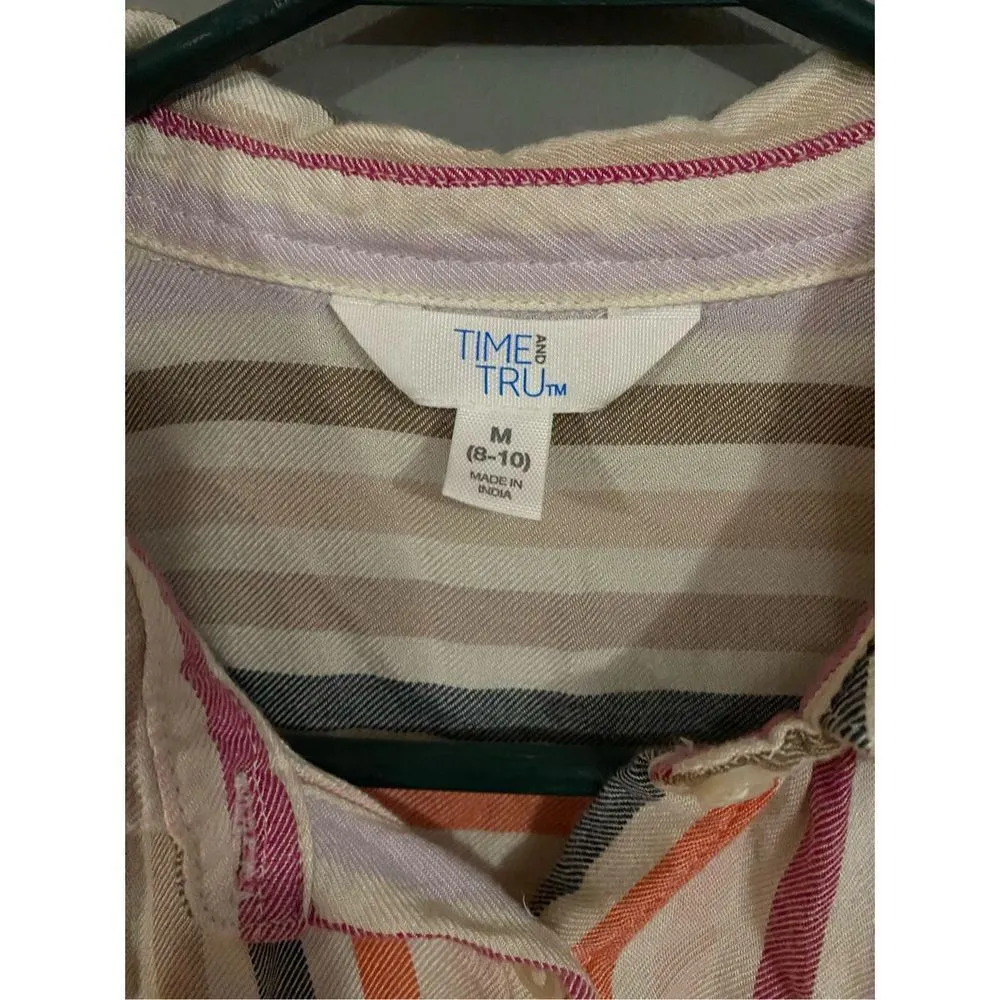 TIME AND
TRU™
M
(8-10)
MADE IN
INDIA